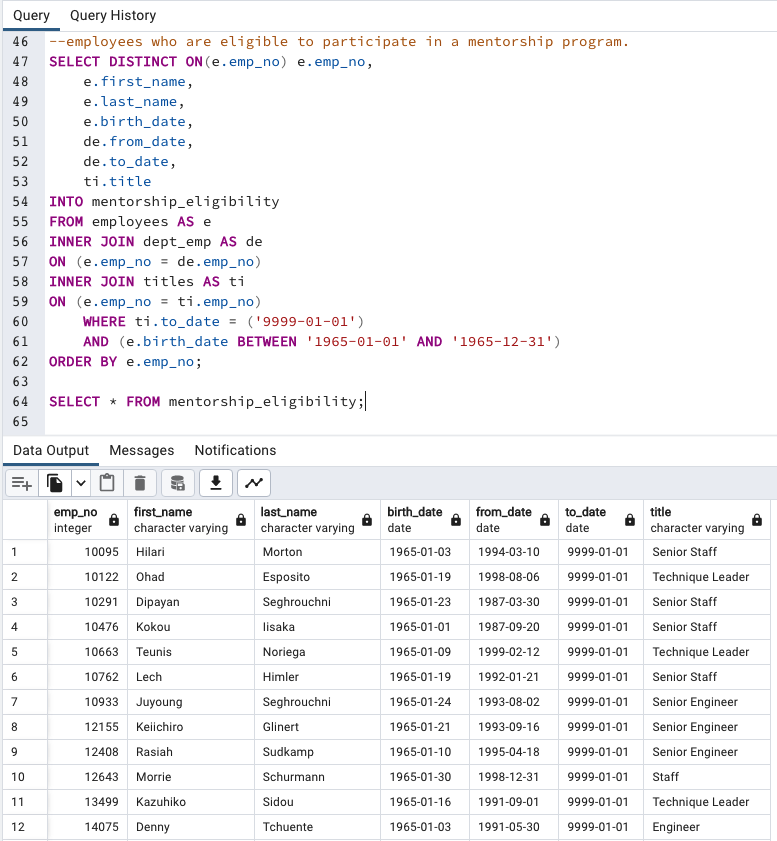 Query Query History
46 --employees who are eligible to participate in a mentorship program.
47 SELECT DISTINCT ON(e.emp_no) e.emp_no,
48 e.first_name,
49 e.last_name,
50 e.birth_date,
51 de.from_date,
52 de.to_date,
53 ti.title
54 INTO mentorship_eligibility
55 FROM employees AS e
56 INNER JOIN dept_emp AS de
57 ON (e.emp_no = de.emp_no)
58 INNER JOIN titles AS ti
59 ON (e.emp_no = ti.emp_no)
60 WHERE ti.to_date = ('9999-01-01')
61 AND (e.birth_date BETWEEN '1965-01-01' AND '1965-12-31')
62 ORDER BY e.emp_no;
63
64 SELECT * FROM mentorship_eligibility;
65
Data Output Messages Notifications
emp_no first_name last_name birth_date from_date to_date title
integer character varying character varying date date date character varying
1 10095 Hilari Morton 1965-01-03 1994-03-10 9999-01-01 Senior Staff
2 10122 Ohad Esposito 1965-01-19 1998-08-06 9999-01-01 Technique Leader
3 10291 Dipayan Seghrouchni 1965-01-23 1987-03-30 9999-01-01 Senior Staff
4 10476 Kokou Iisaka 1965-01-01 1987-09-20 9999-01-01 Senior Staff
5 10663 Teunis Noriega 1965-01-09 1999-02-12 9999-01-01 Technique Leader
6 10762 Lech Himler 1965-01-19 1992-01-21 9999-01-01 Senior Staff
7 10933 Juyoung Seghrouchni 1965-01-24 1993-08-02 9999-01-01 Senior Engineer
8 12155 Keiichiro Glinert 1965-01-21 1993-09-16 9999-01-01 Senior Engineer
9 12408 Rasiah Sudkamp 1965-01-10 1995-04-18 9999-01-01 Senior Engineer
10 12643 Morrie Schurmann 1965-01-30 1998-12-31 9999-01-01 Staff
11 13499 Kazuhiko Sidou 1965-01-16 1991-09-01 9999-01-01 Technique Leader
12 14075 Denny Tchuente 1965-01-03 1991-05-30 9999-01-01 Engineer